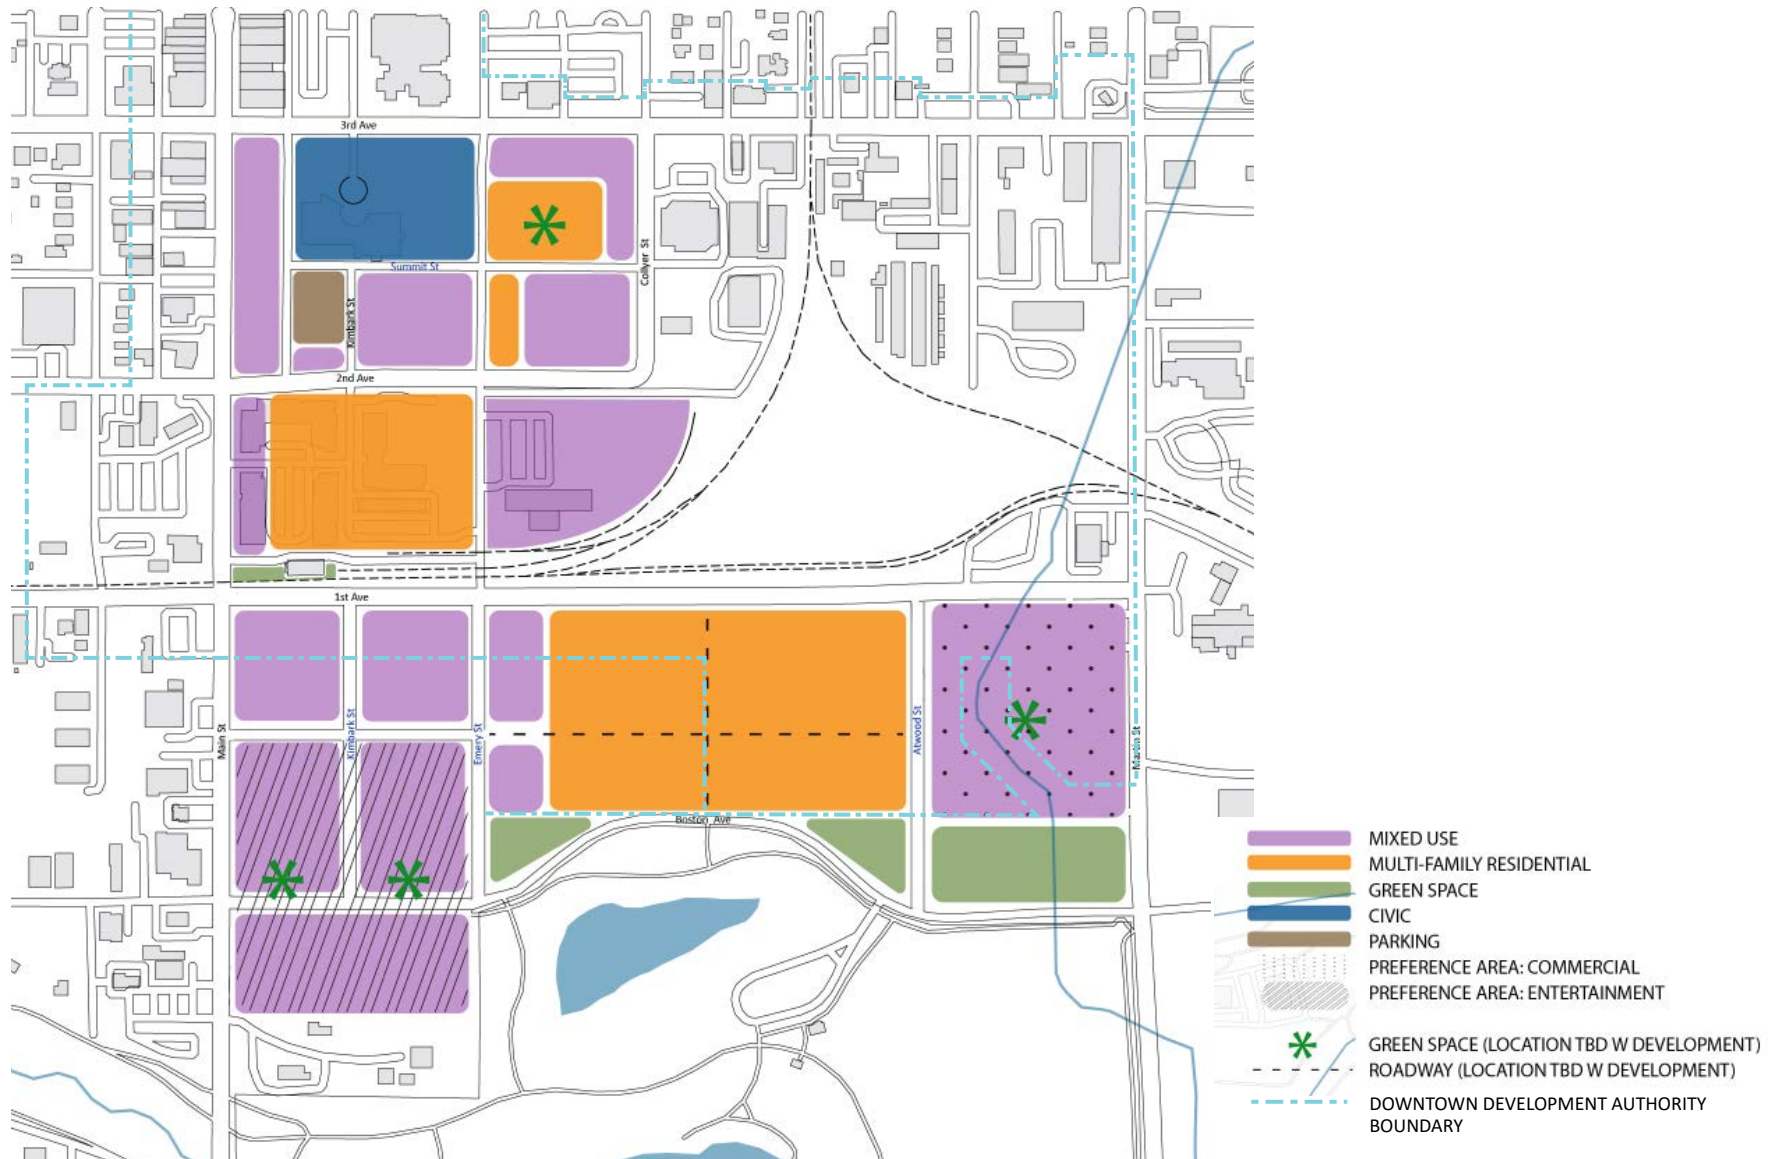 3rd Ave
Collyer St
Summit St
Kimbark St
2nd Ave
1st Ave
Main St
Kimbark St
Emery St
Atwood St
Martin St
Boston Ave
MIXED USE
MULTI-FAMILY RESIDENTIAL
GREEN SPACE
CIVIC
PARKING
PREFERENCE AREA: COMMERCIAL
PREFERENCE AREA: ENTERTAINMENT
GREEN SPACE (LOCATION TBD W DEVELOPMENT)
ROADWAY (LOCATION TBD W DEVELOPMENT)
DOWNTOWN DEVELOPMENT AUTHORITY
BOUNDARY